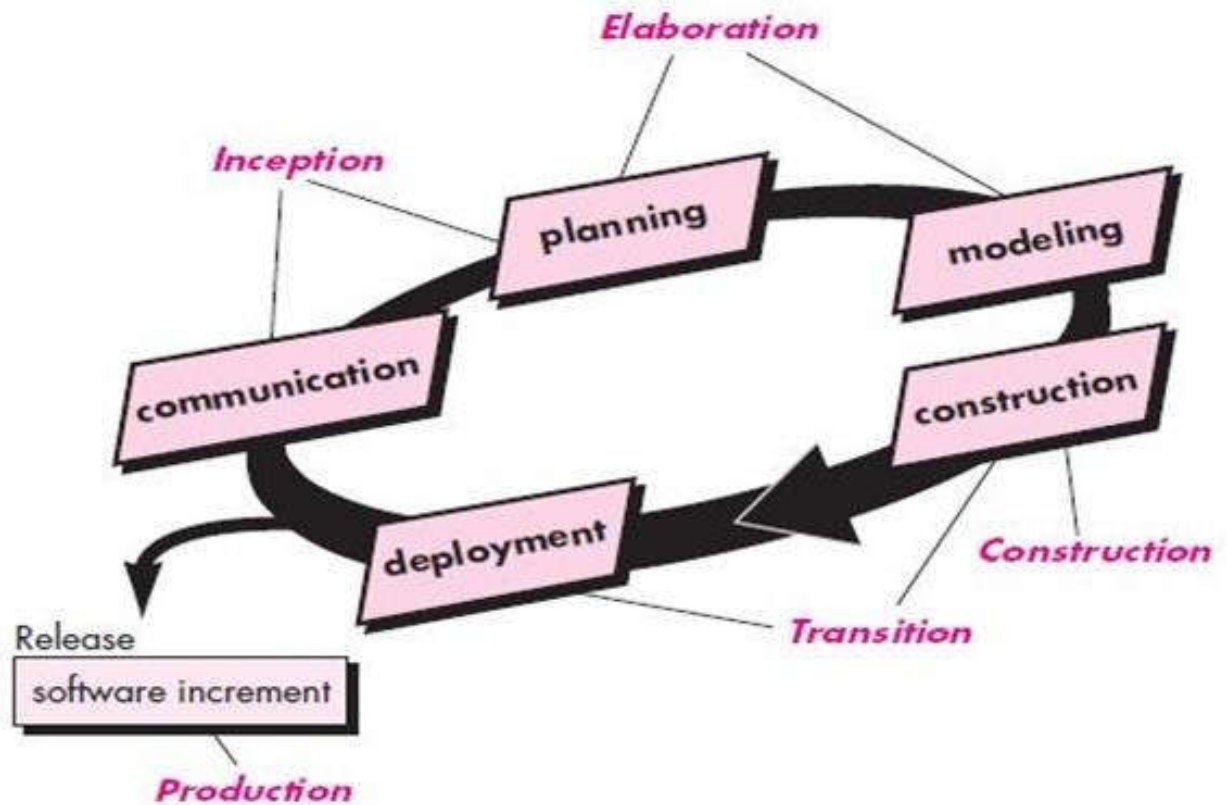 Elaboration
Inception
planning
modeling
communication
construction
deployment
Construction
Transition
Release
software increment
Production